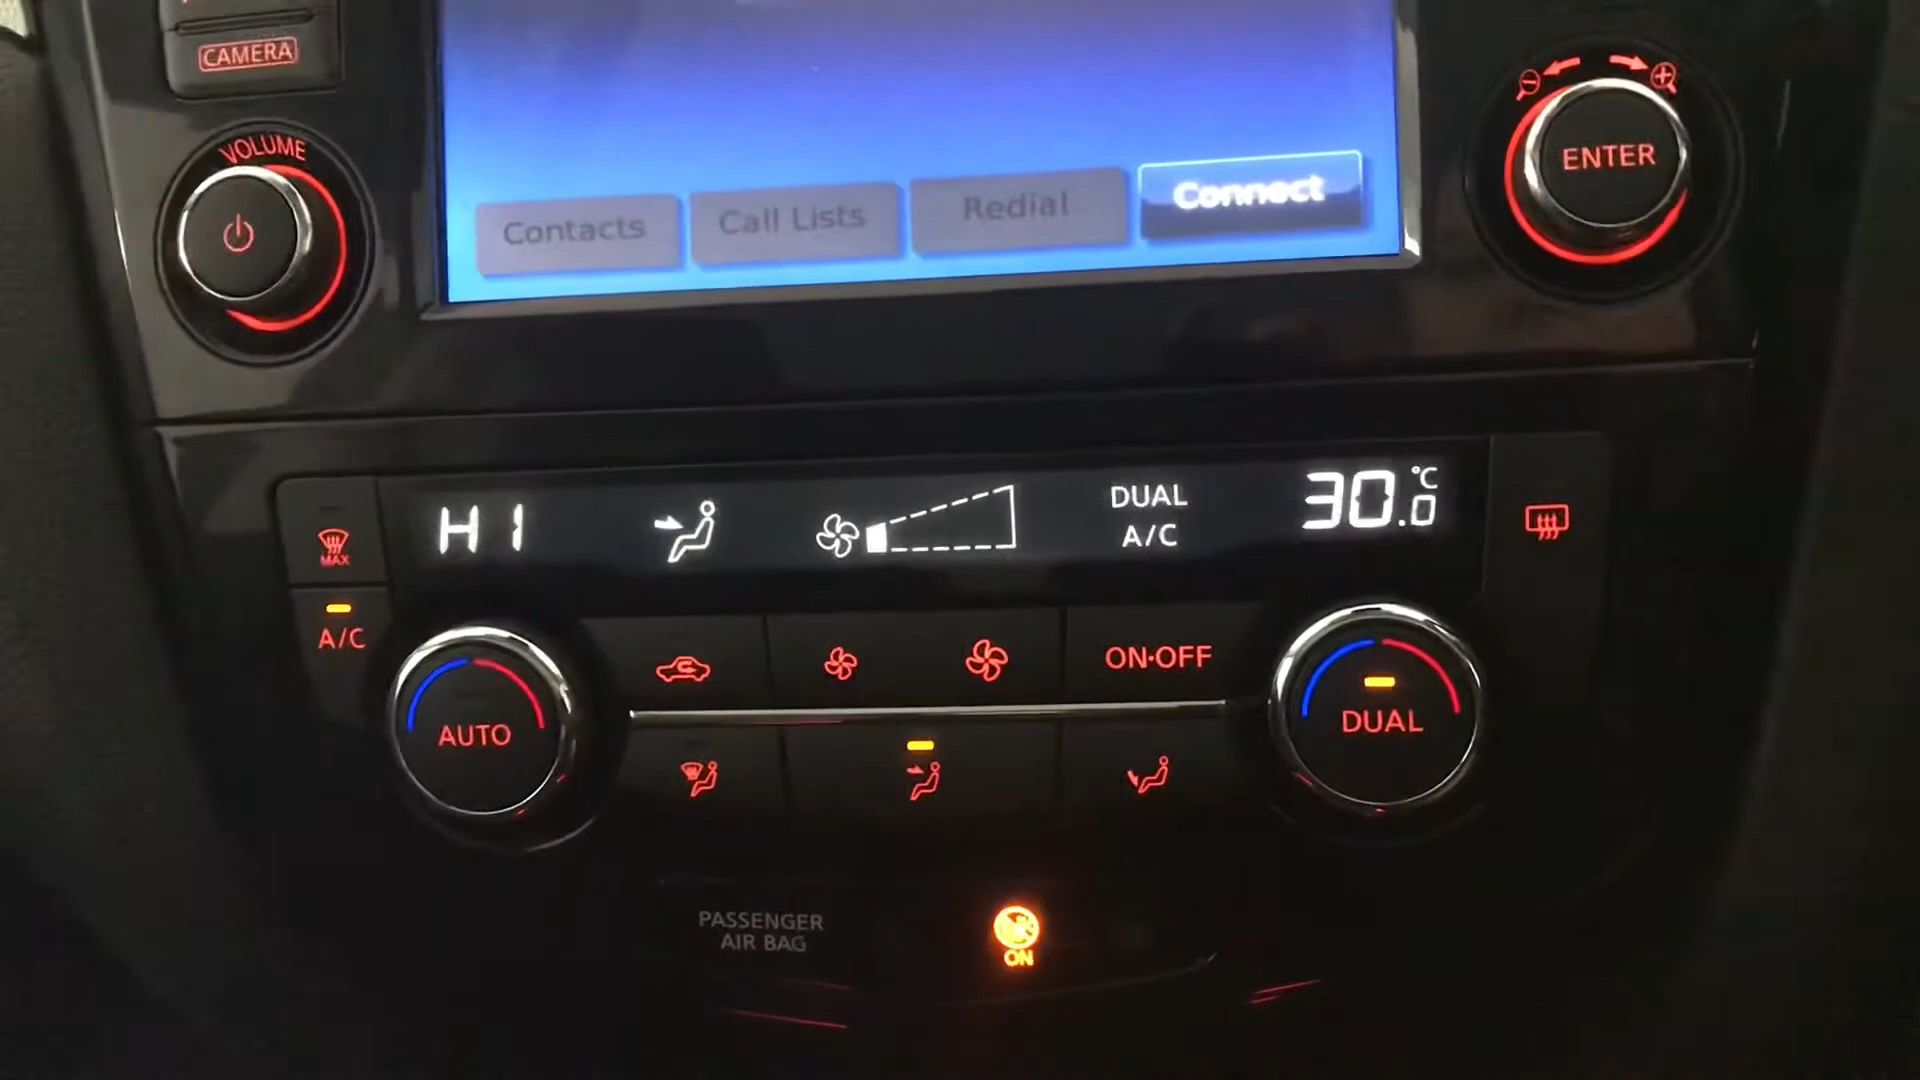 CAMERA
VOLUME
ENTER
Contacts
Call Lists
Redial
Connect
HI
DUAL
A/C
30.0 °C
MAX
A/C
AUTO
ON·OFF
DUAL
PASSENGER
AIR BAG
ON